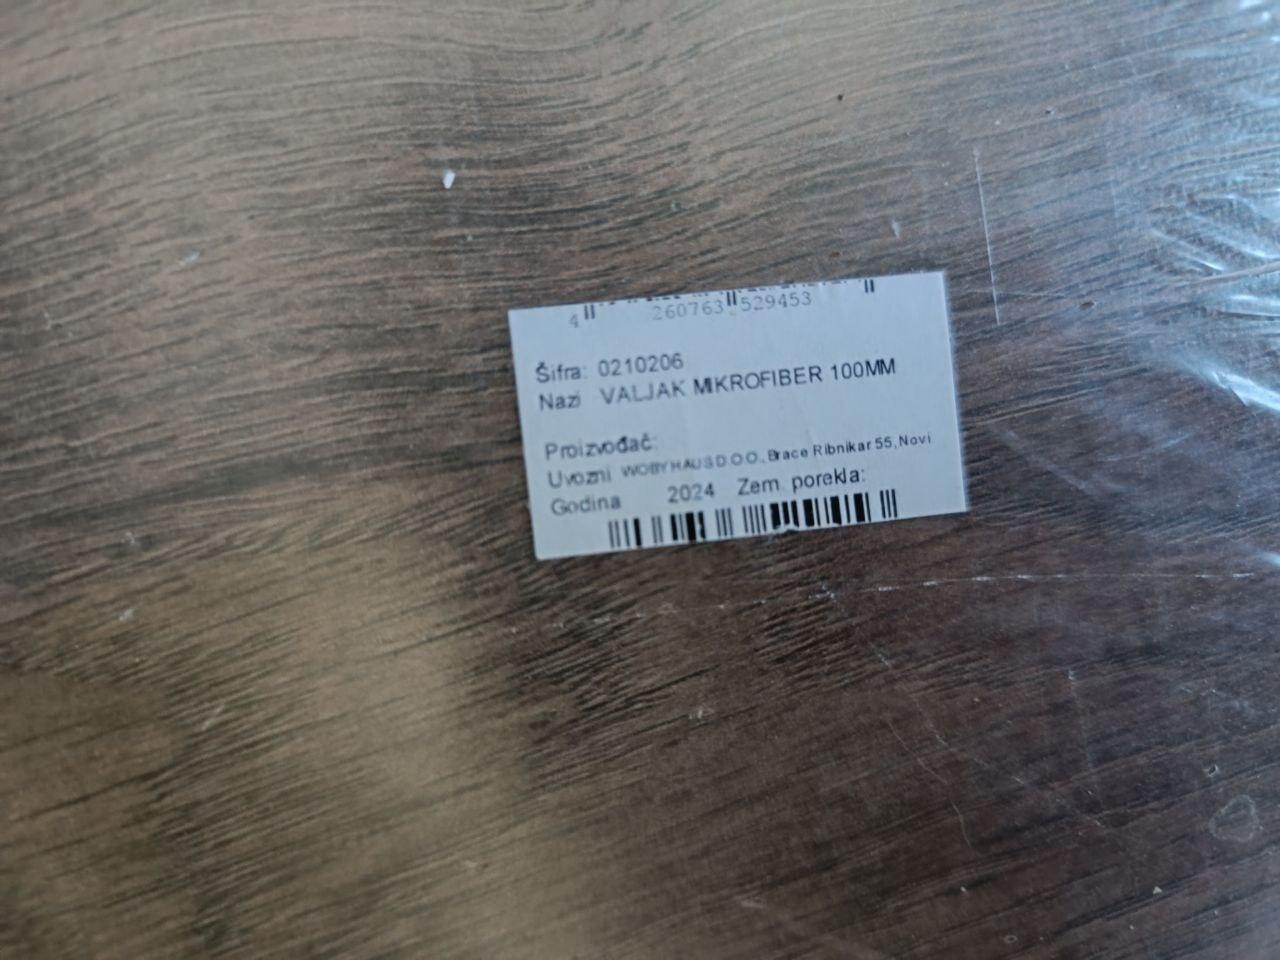 4 260763 529453
Šifra: 0210206
Nazi VALJAK MIKROFIBER 100MM
Proizvođač:
Uvozni WOBYHAUS D.O.O., Brace Ribnikar 55, Novi
Godina 2024 Zem porekla: